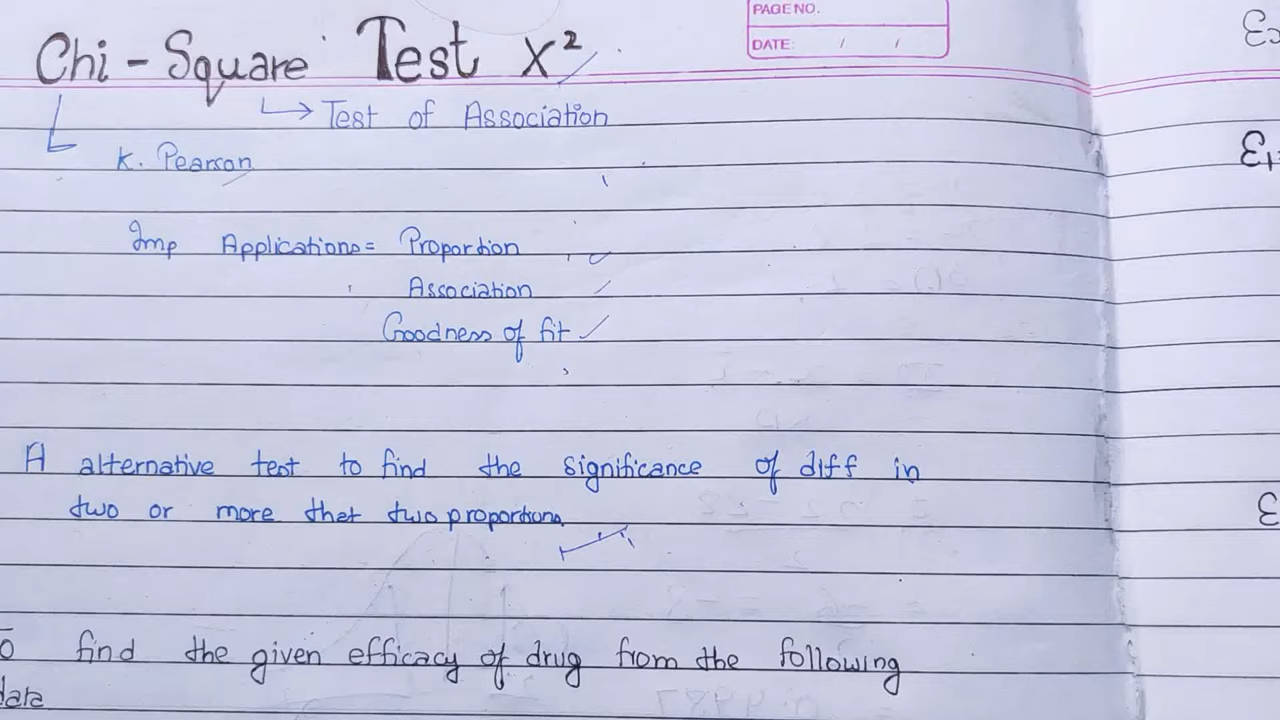 PAGE NO.
DATE: / /
Chi - Square Test X²
↳ Test of Association
K. Pearson
Imp Applications = Proportion
Association
Goodness of fit
A alternative test to find the significance of diff in
two or more that two proportions.
find the given efficacy of drug from the following
data